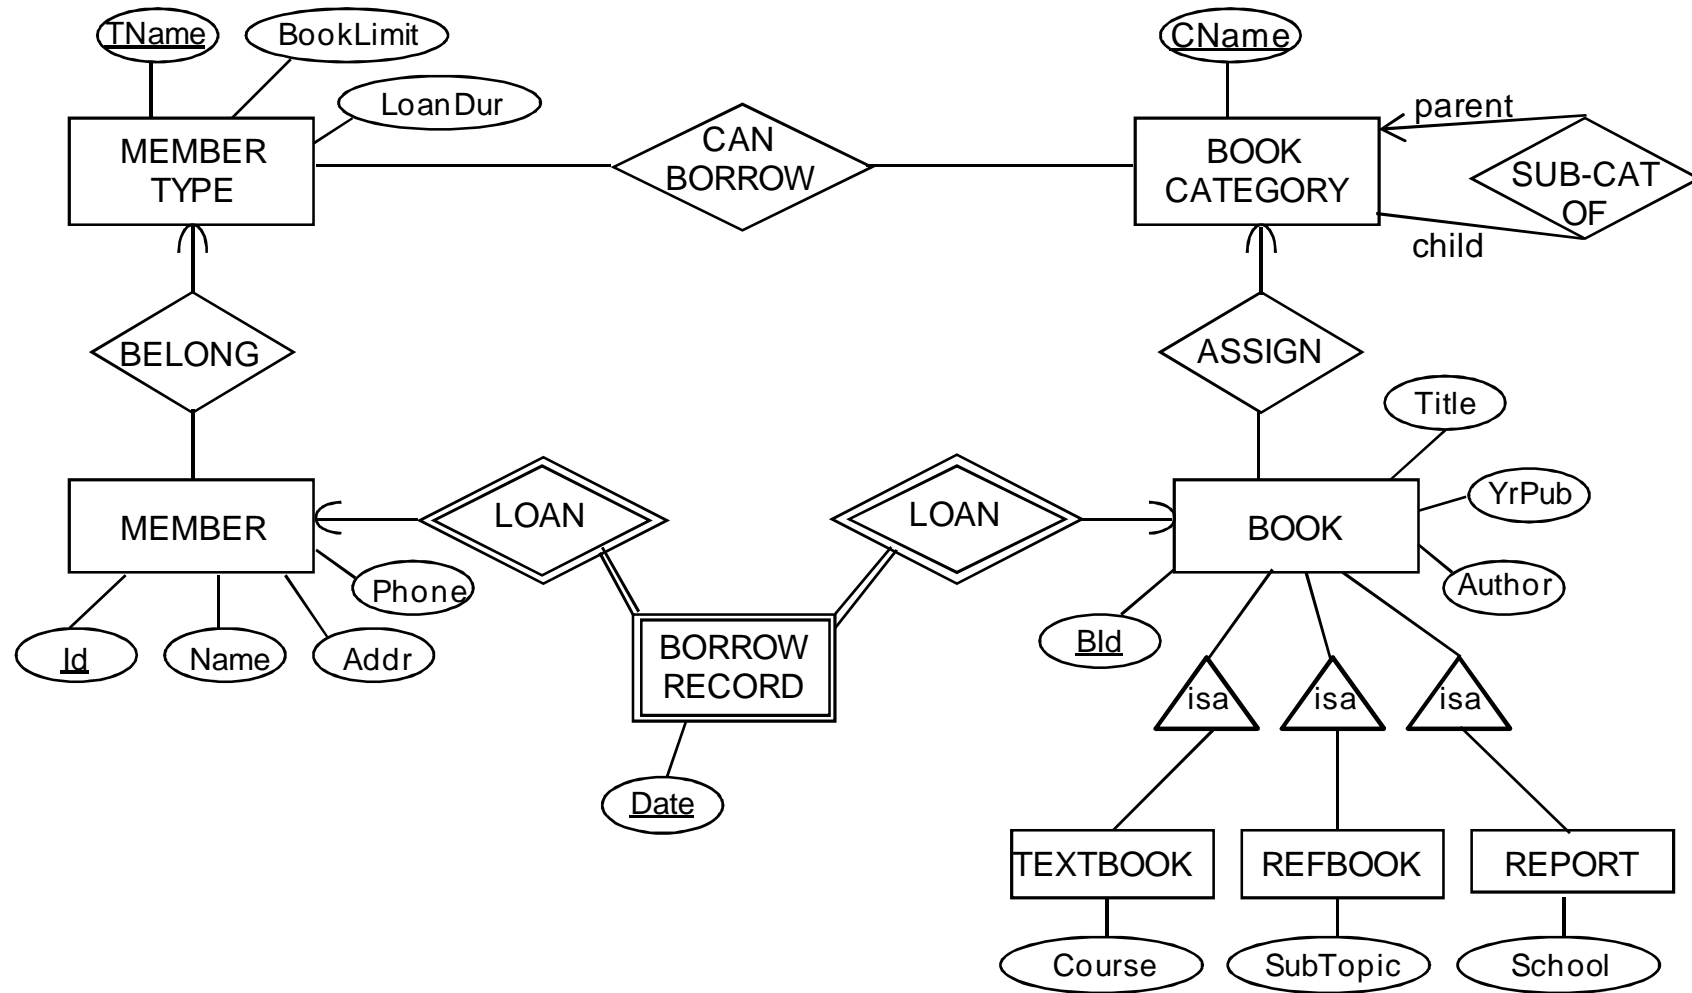 TName
BookLimit
CName
LoanDur
parent
MEMBER
TYPE
CAN
BORROW
BOOK
CATEGORY
SUB-CAT
OF
child
BELONG
ASSIGN
Title
YrPub
MEMBER
LOAN
LOAN
BOOK
Phone
Author
Id
Name
Addr
BORROW
RECORD
BId
isa
isa
isa
Date
TEXTBOOK
REFBOOK
REPORT
Course
SubTopic
School